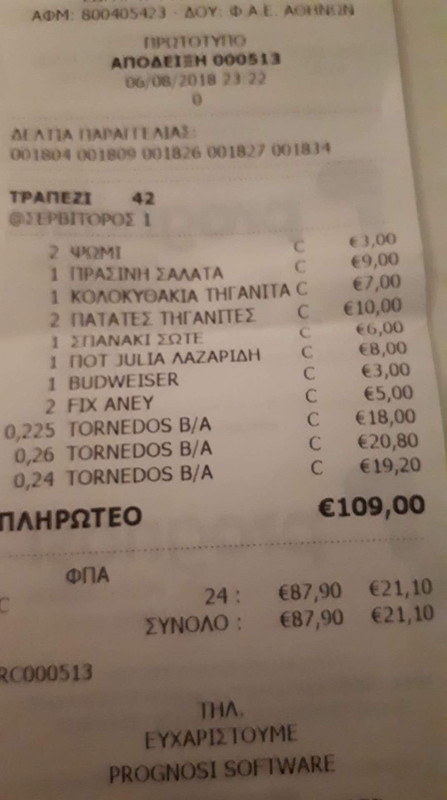 ΑΦΜ: 800405423 - ΔΟΥ: Φ.Α.Ε. ΑΘΗΝΩΝ
ΠΡΩΤΟΤΥΠΟ
ΑΠΟΔΕΙΞΗ 000513
06/08/2018 23:22
0
ΔΕΛΤΙΑ ΠΑΡΑΓΓΕΛΙΑΣ:
001804 001809 001826 001827 001834
ΤΡΑΠΕΖΙ 42
@ΣΕΡΒΙΤΟΡΟΣ 1
2 ΨΩΜΙ C €3,00
1 ΠΡΑΣΙΝΗ ΣΑΛΑΤΑ C €9,00
1 ΚΟΛΟΚΥΘΑΚΙΑ ΤΗΓΑΝΙΤΑ C €7,00
2 ΠΑΤΑΤΕΣ ΤΗΓΑΝΙΤΕΣ C €10,00
1 ΣΠΑΝΑΚΙ ΣΩΤΕ C €6,00
1 ΠΟΤ JULIA ΛΑΖΑΡΙΔΗ C €8,00
1 BUDWEISER C €3,00
2 FIX ΑΝΕΥ C €5,00
0,225 TORNEDOS B/A C €18,00
0,26 TORNEDOS B/A C €20,80
0,24 TORNEDOS B/A C €19,20
ΠΛΗΡΩΤΕΟ €109,00
ΦΠΑ
C 24 : €87,90 €21,10
ΣΥΝΟΛΟ : €87,90 €21,10
RC000513
ΤΗΛ.
ΕΥΧΑΡΙΣΤΟΥΜΕ
PROGNOSI SOFTWARE